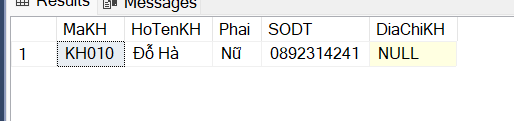 Results Messages
MaKH HoTenKH Phai SODT DiaChiKH
1 KH010 Đỗ Hà Nữ 0892314241 NULL